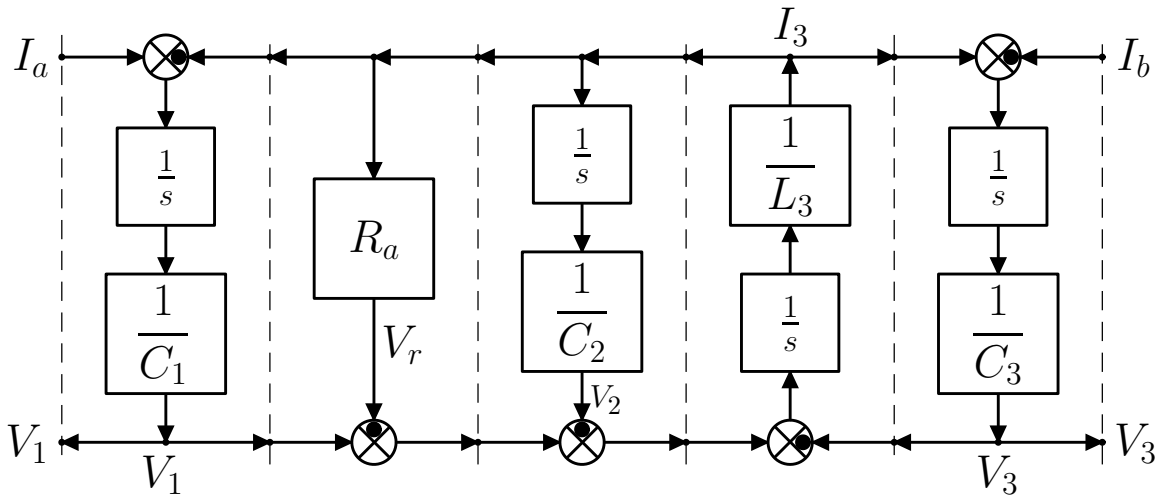 I_a
I_3
I_b
1/s
1/C_1
R_a
V_r
1/s
1/C_2
V_2
1/L_3
1/s
1/s
1/C_3
V_1
V_1
V_3
V_3